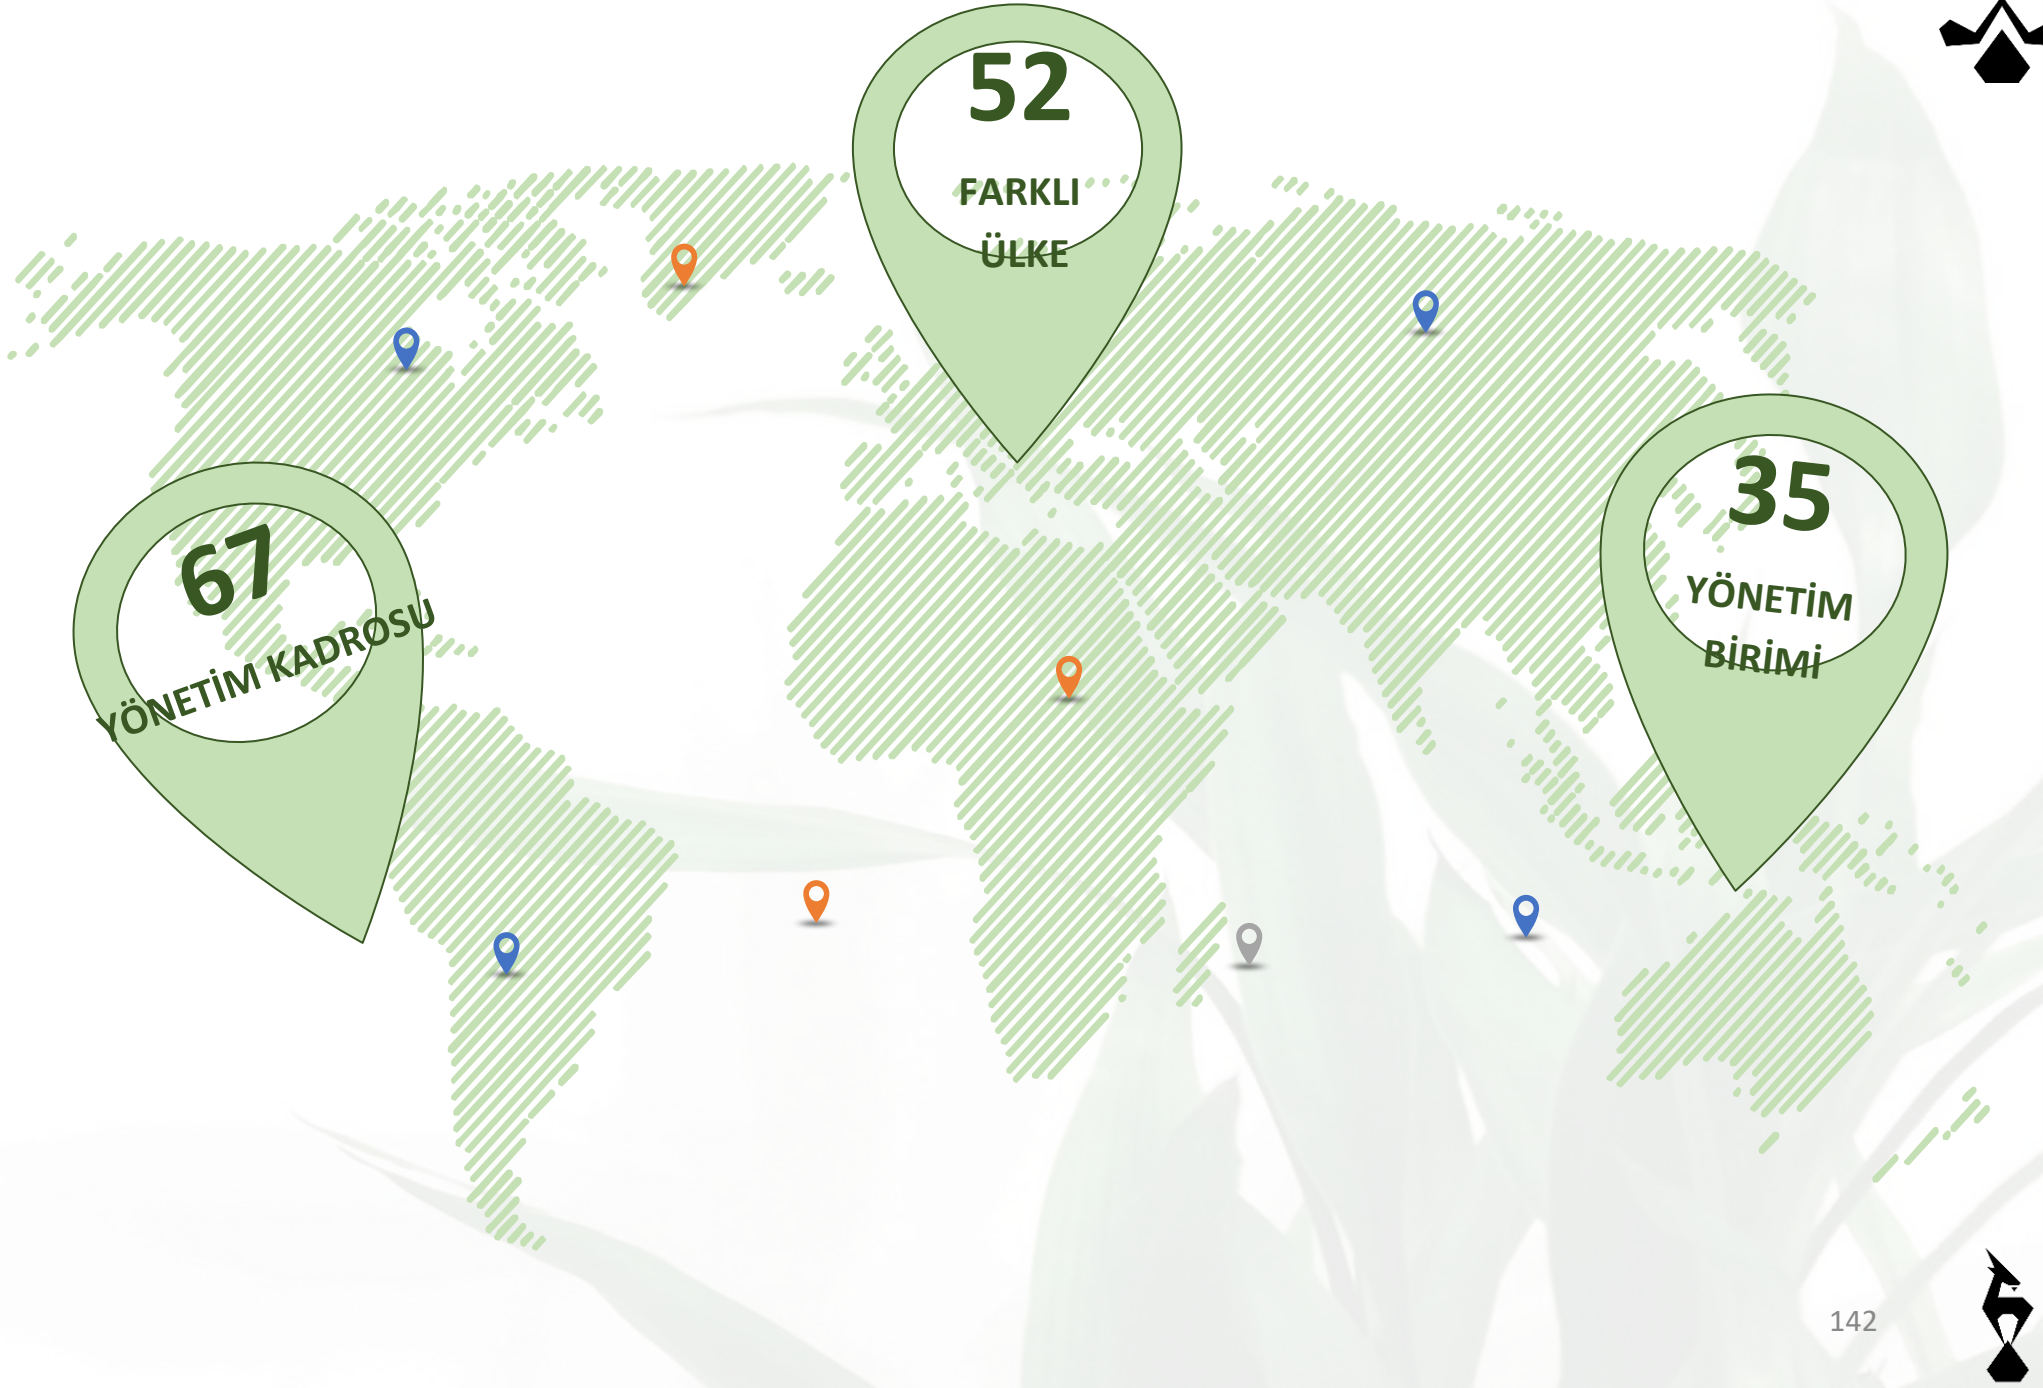 52
FARKLI
ÜLKE
67
YÖNETİM KADROSU
35
YÖNETİM
BİRİMİ
142